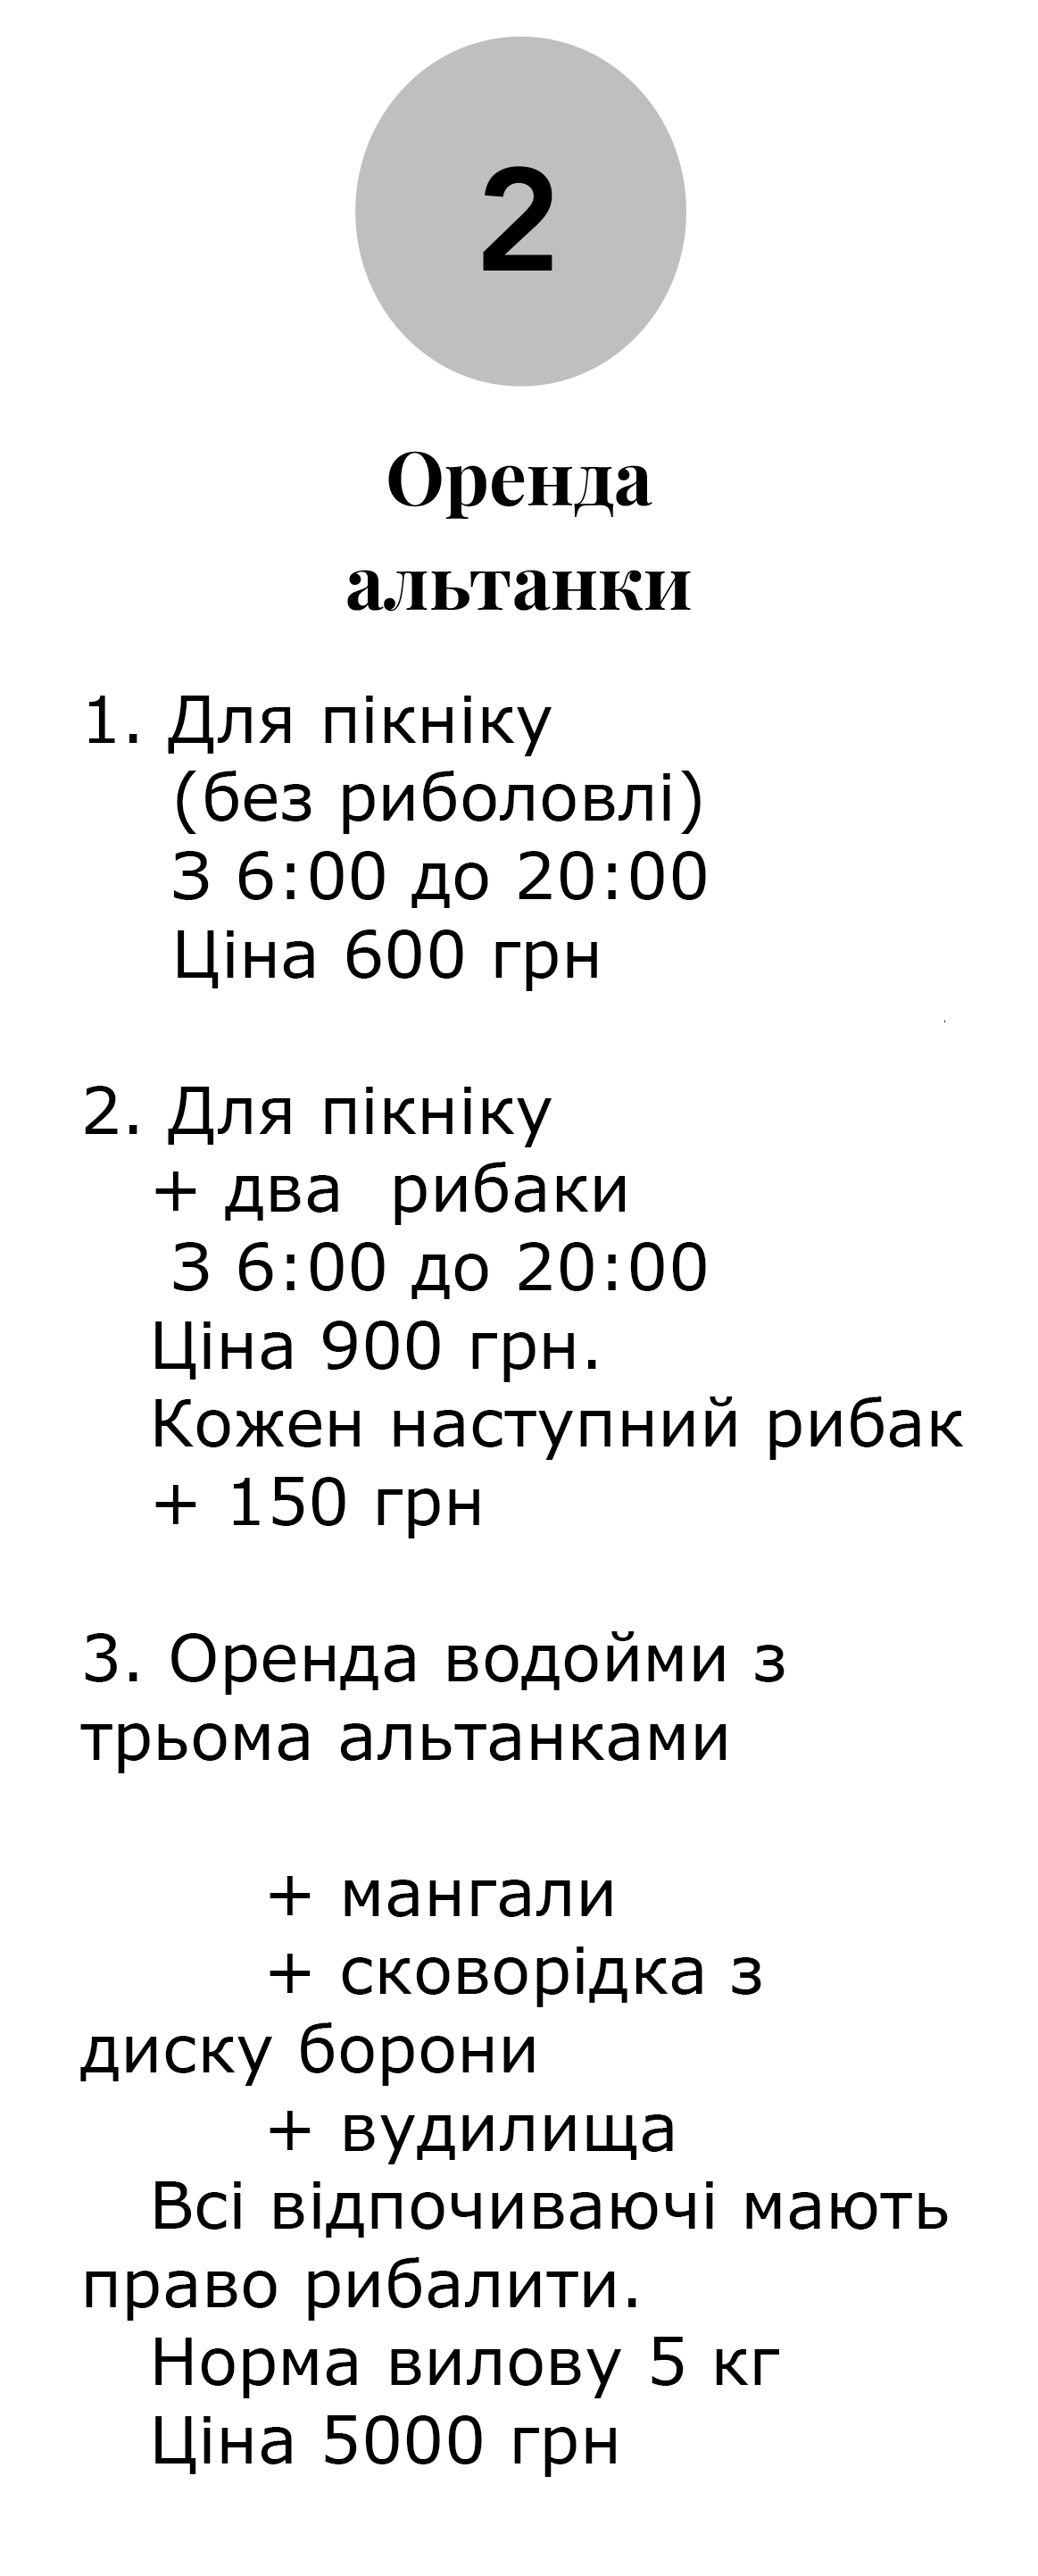 2
Оренда
альтанки
1. Для пікніку
(без риболовлі)
З 6:00 до 20:00
Ціна 600 грн
2. Для пікніку
+ два  рибаки
З 6:00 до 20:00
Ціна 900 грн.
Кожен наступний рибак
+ 150 грн
3. Оренда водойми з
трьома альтанками
+ мангали
+ сковорідка з
диску борони
+ вудилища
Всі відпочиваючі мають
право рибалити.
Норма вилову 5 кг
Ціна 5000 грн